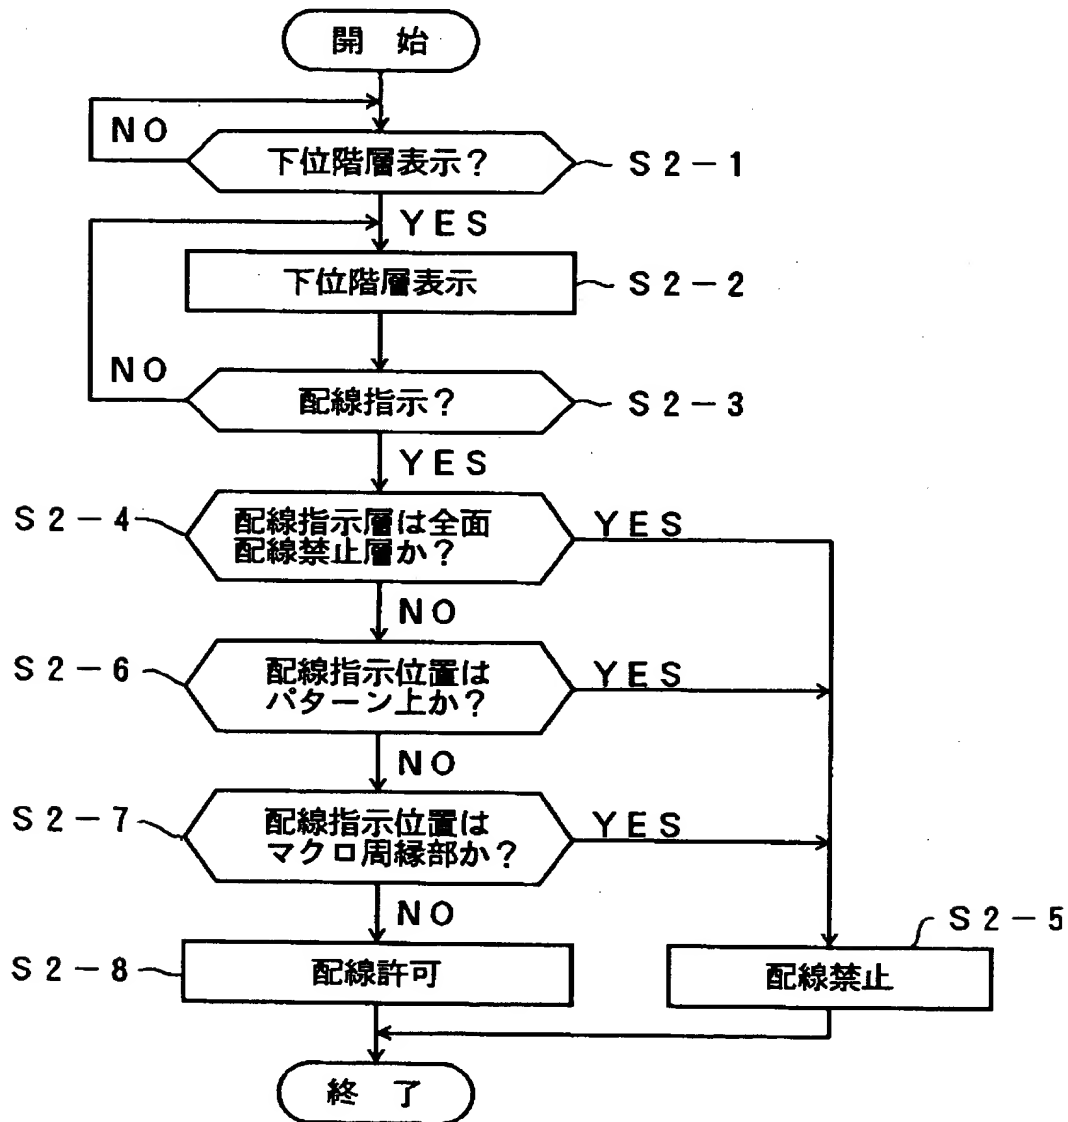 開 始
NO
下位階層表示?
S2-1
YES
下位階層表示
S2-2
NO
配線指示?
S2-3
YES
S2-4
配線指示層は全面
配線禁止層か?
YES
NO
S2-6
配線指示位置は
パターン上か?
YES
NO
S2-7
配線指示位置は
マクロ周縁部か?
YES
NO
S2-8
配線許可
S2-5
配線禁止
終 了